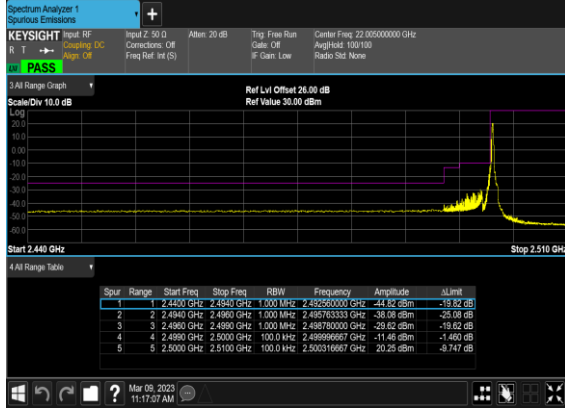 Spectrum Analyzer 1
Spurious Emissions
+
KEYSIGHT Input: RF Input Z: 50 Ω Atten: 20 dB Trig: Free Run Center Freq: 22.005000000 GHz
R T Coupling: DC Corrections: Off Gate: Off Avg|Hold: 100/100
Align: Off Freq Ref: Int (S) IF Gain: Low Radio Std: None
PASS
3 All Range Graph
Ref Lvl Offset 26.00 dB
Scale/Div 10.0 dB Ref Value 30.00 dBm
Log
20.0
10.0
0.00
-10.0
-20.0
-30.0
-40.0
-50.0
-60.0
Start 2.440 GHz Stop 2.510 GHz
4 All Range Table
Spur Range Start Freq Stop Freq RBW Frequency Amplitude ΔLimit
1 1 2.4400 GHz 2.4940 GHz 1.000 MHz 2.492560000 GHz -44.82 dBm -19.82 dB
2 2 2.4940 GHz 2.4960 GHz 1.000 MHz 2.495763333 GHz -38.08 dBm -25.08 dB
3 3 2.4960 GHz 2.4990 GHz 1.000 MHz 2.498780000 GHz -29.62 dBm -19.62 dB
4 4 2.4990 GHz 2.5000 GHz 100.0 kHz 2.499996667 GHz -11.46 dBm -1.460 dB
5 5 2.5000 GHz 2.5100 GHz 100.0 kHz 2.500316667 GHz 20.25 dBm -9.747 dB
? Mar 09, 2023
11:17:07 AM